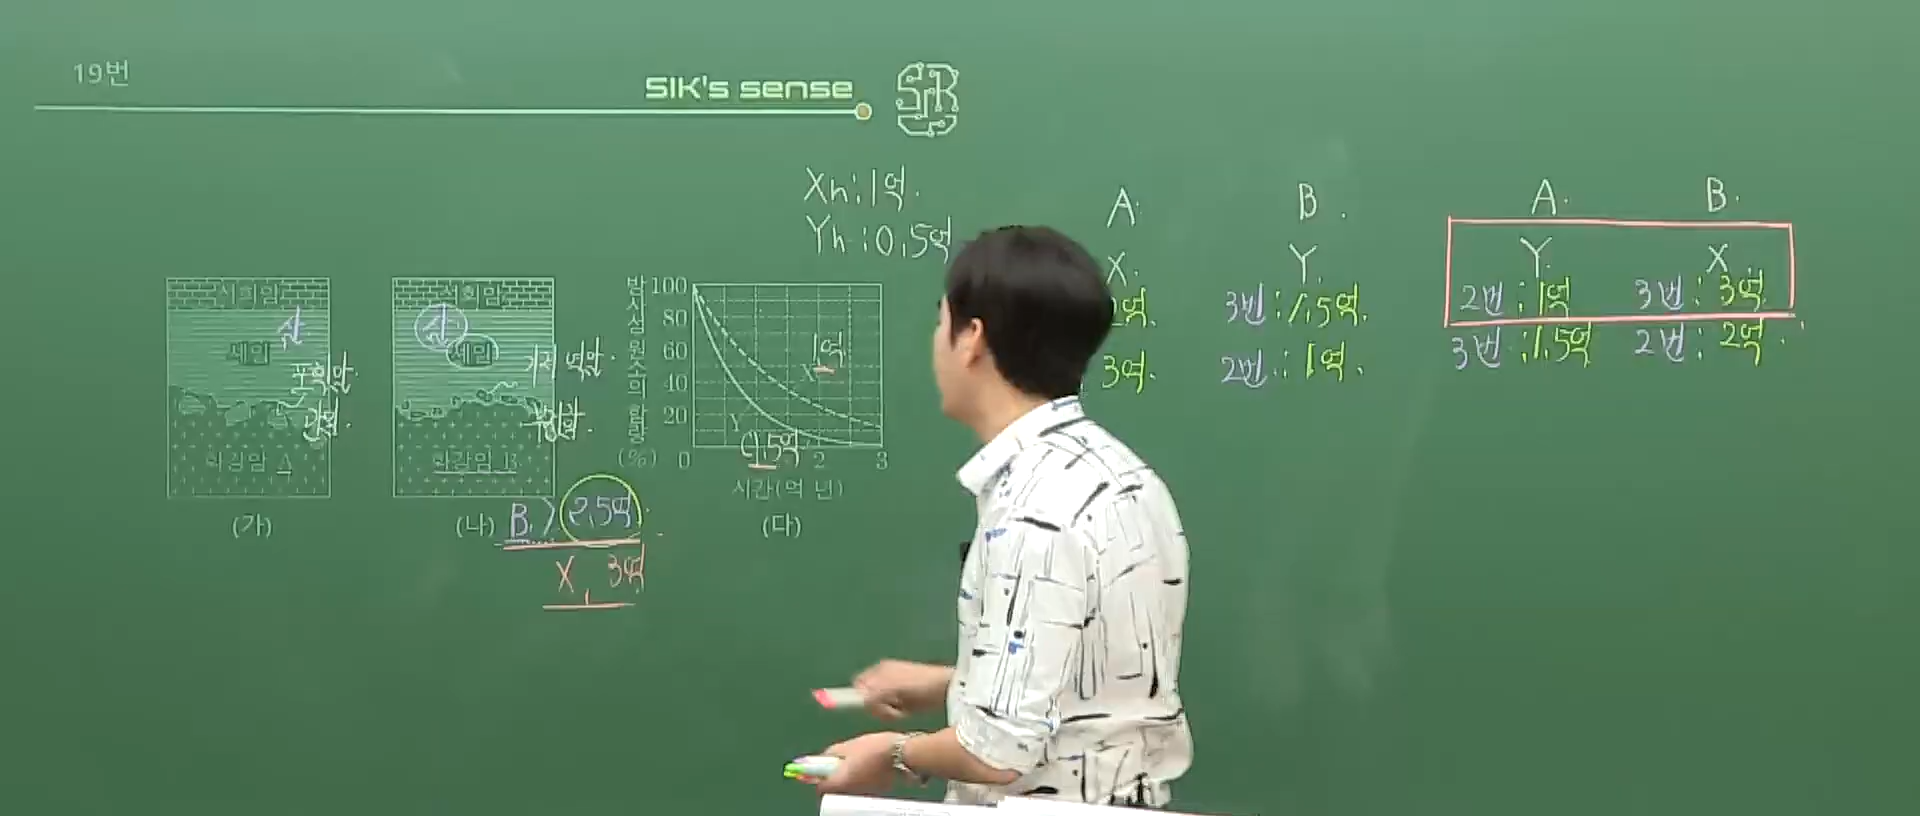 19번
SIK's sense
SIK
Xh:1억.
Yh:0.5억
A.
B.
X.
Y.
2억.
3번:1.5억.
3억.
2번.:1억.
A.
B.
Y.
X.
2번:1억
3번:3억.
3번:1.5억
2번:2억.
석회암
삼
셰일
포획암
관입.
화강암 A
(가)
석회암
삼
셰일
기저 역암.
화강암 B
(나)
B. > 2.5억.
X, 3억
방사성 원소의 함량
(%)
100
80
60
40
20
0
X
1억
Y
0.5억
2
3
시간(억 년)
(다)